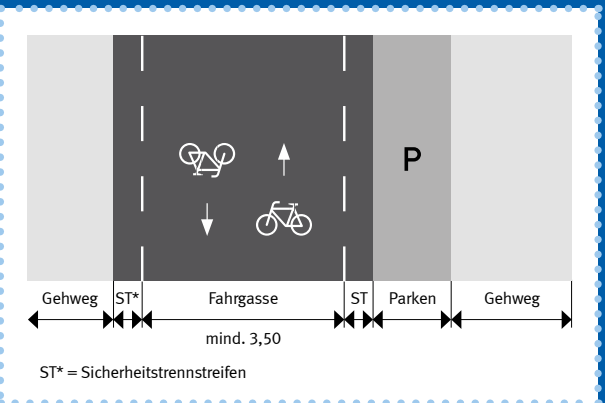 P
Gehweg ST* Fahrgasse ST Parken Gehweg
mind. 3,50
ST* = Sicherheitstrennstreifen